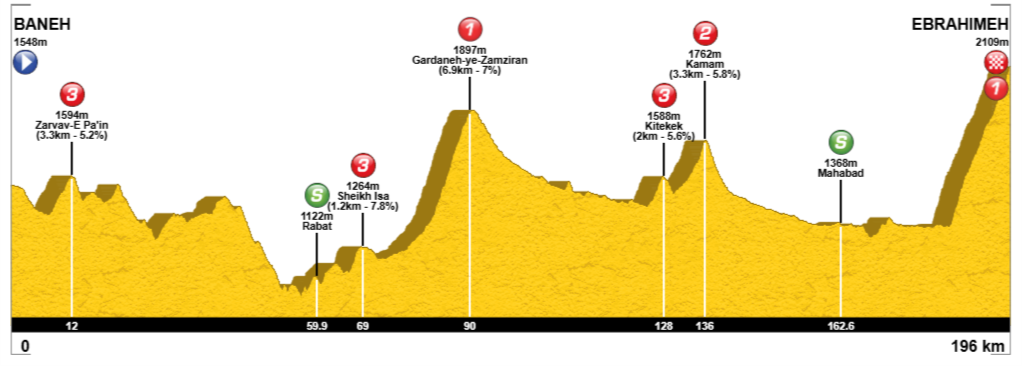 BANEH
1548m
3
1594m
Zarvav-E Pa'in
(3.3km - 5.2%)
S
1122m
Rabat
3
1264m
Sheikh Isa
(1.2km - 7.8%)
1
1897m
Gardaneh-ye-Zamziran
(6.9km - 7%)
3
1588m
Kitekek
(2km - 5.6%)
2
1762m
Kamam
(3.3km - 5.8%)
S
1368m
Mahabad
EBRAHIMEH
2109m
1
12
59.9
69
90
128
136
162.6
0
196 km